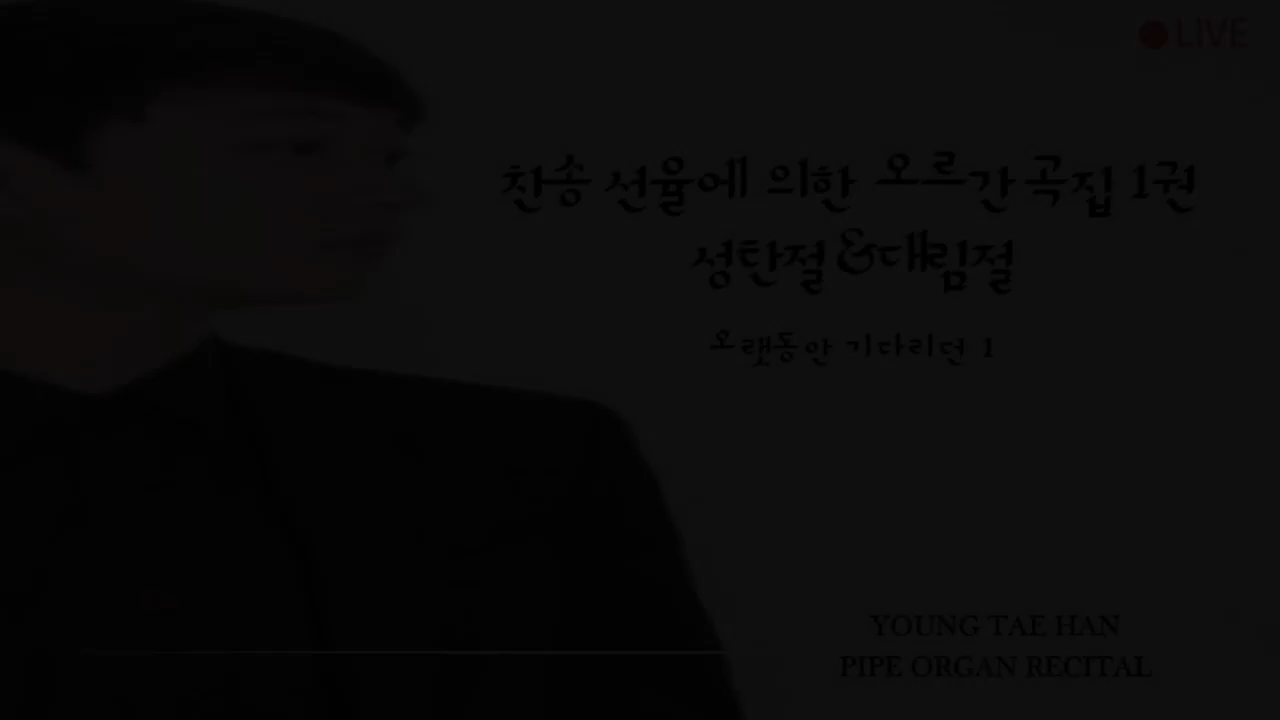 LIVE
찬송 선율에 의한 오르간 곡집 1권
성탄절&대림절
오랫동안 기다리던 1
YOUNG TAE HAN
PIPE ORGAN RECITAL